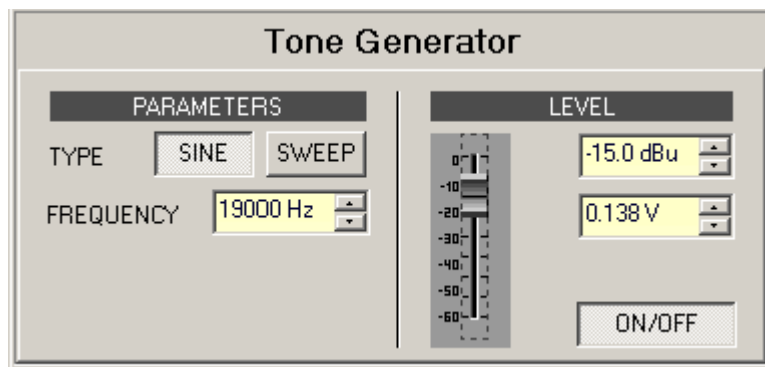 Tone Generator
PARAMETERS
TYPE SINE SWEEP
FREQUENCY 19000 Hz
LEVEL
0
-10
-20
-30
-40
-50
-60
-15.0 dBu
0.138 V
ON/OFF